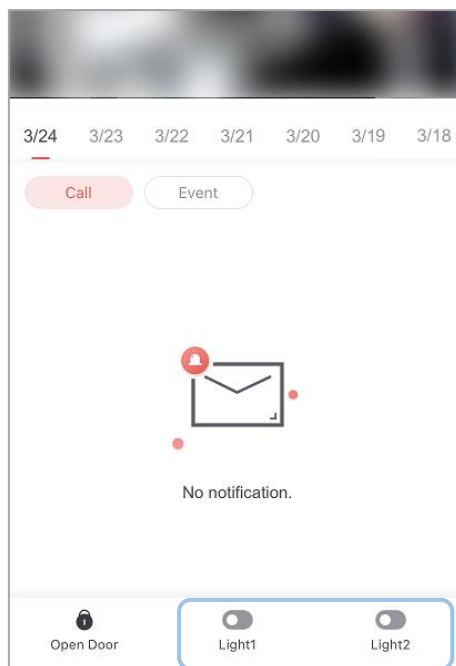 3/24 3/23 3/22 3/21 3/20 3/19 3/18
Call Event
No notification.
Open Door Light1 Light2